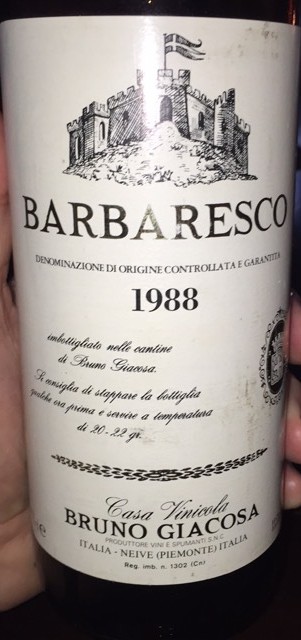 BARBARESCO
DENOMINAZIONE DI ORIGINE CONTROLLATA E GARANTITA
1988
imbottigliato nelle cantine
di Bruno Giacosa.
Si consiglia di stappare la bottiglia
qualche ora prima e servire a temperatura
di 20-22 gr.
Casa Vinicola
BRUNO GIACOSA
PRODUTTORE VINI E SPUMANTI S.N.C.
ITALIA - NEIVE (PIEMONTE) ITALIA
Reg. imb. n. 1302 (Cn)